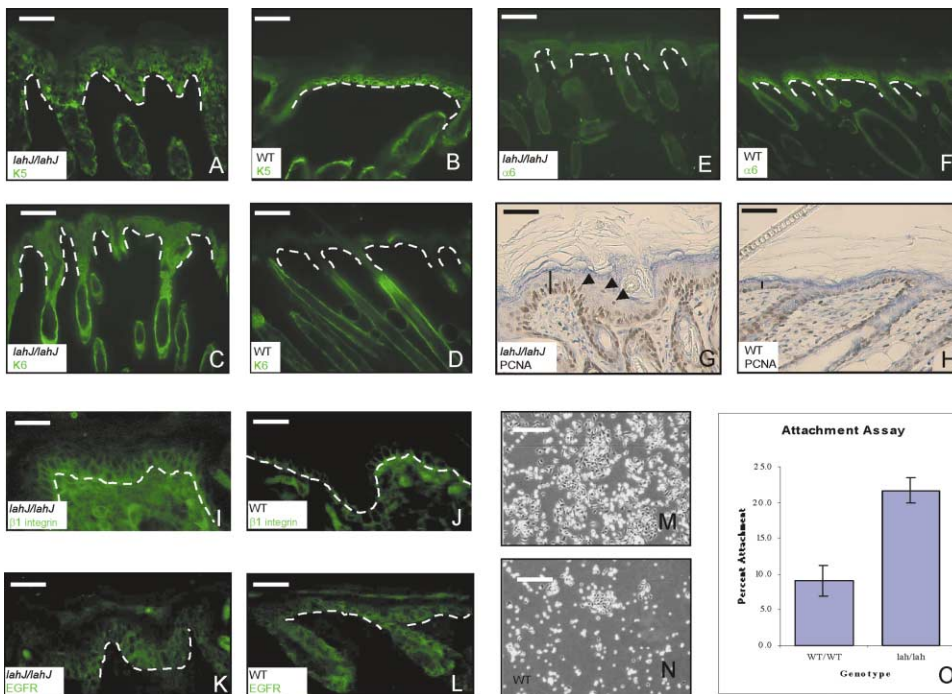 lahJ/lahJ
K5
A
WT
K5
B
lahJ/lahJ
α6
E
WT
α6
F
lahJ/lahJ
K6
C
WT
K6
D
lahJ/lahJ
PCNA
G
WT
PCNA
H
lahJ/lahJ
β1 integrin
I
WT
β1 integrin
J
M
lahJ/lahJ
EGFR
K
WT
EGFR
L
WT
N
Attachment Assay
Percent Attachment
25.0
20.0
15.0
10.0
5.0
0.0
WT/WT
lah/lah
Genotype